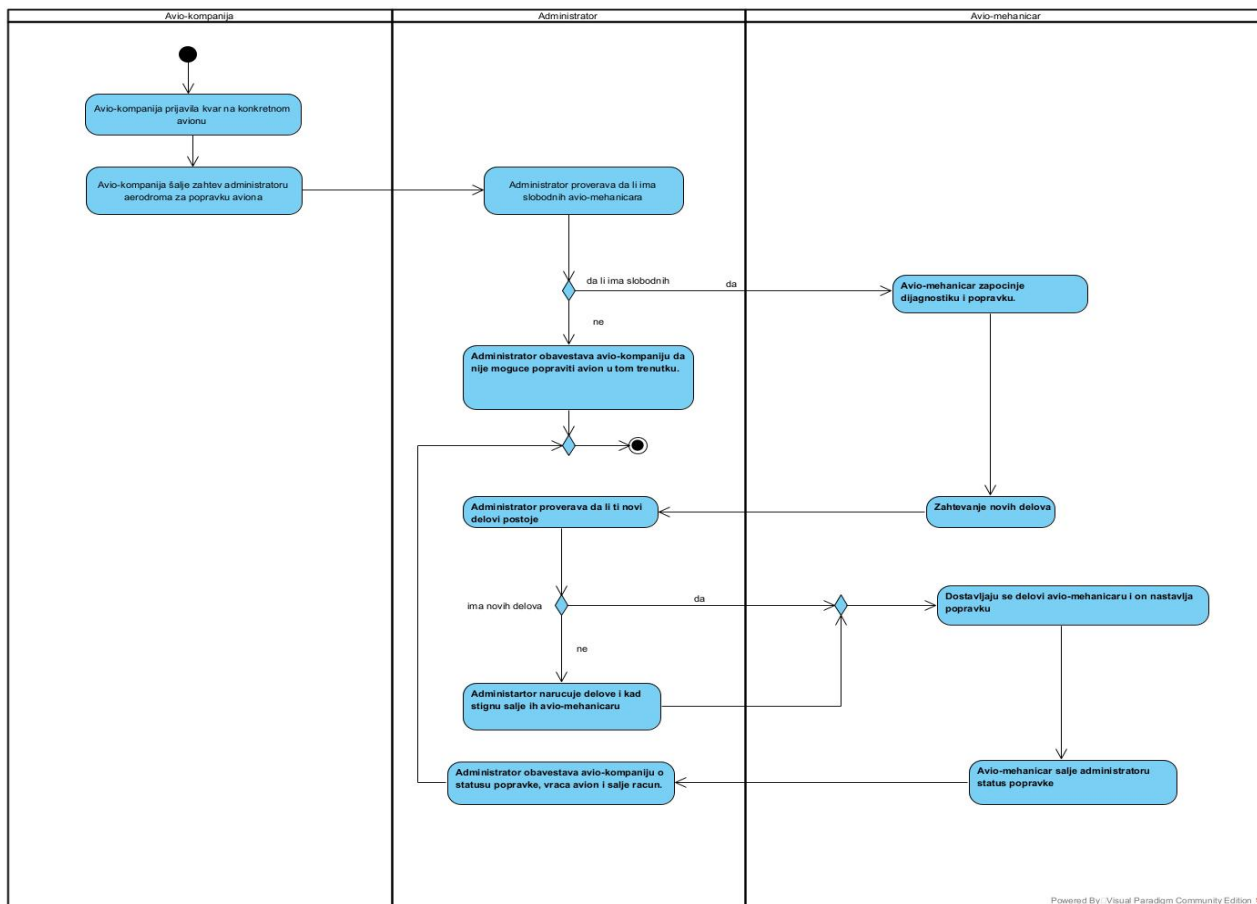 Avio-kompanija
Administrator
Avio-mehanicar
Avio-kompanija prijavila kvar na konkretnom
avionu
Avio-kompanija šalje zahtev administratoru
aerodroma za popravku aviona
Administrator proverava da li ima
slobodnih avio-mehanicara
da li ima slobodnih
da
Avio-mehanicar zapocinje
dijagnostiku i popravku.
ne
Administrator obavestava avio-kompaniju da
nije moguce popraviti avion u tom trenutku.
Administrator proverava da li ti novi
delovi postoje
Zahtevanje novih delova
ima novih delova
da
Dostavljaju se delovi avio-mehanicaru i on nastavlja
popravku
ne
Administartor narucuje delove i kad
stignu salje ih avio-mehanicaru
Administrator obavestava avio-kompaniju o
statusu popravke, vraca avion i salje racun.
Avio-mehanicar salje administratoru
status popravke
Powered By: Visual Paradigm Community Edition